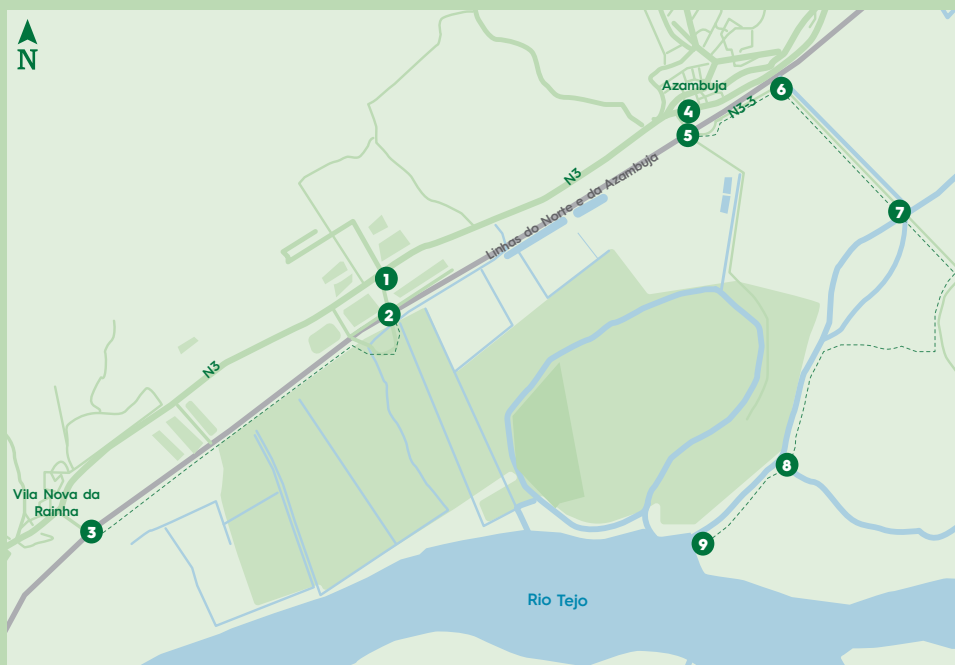 N
Azambuja
4
5
6
N3-3
N3
Linhas do Norte e da Azambuja
7
1
2
N3
Vila Nova da
Rainha
3
8
9
Rio Tejo